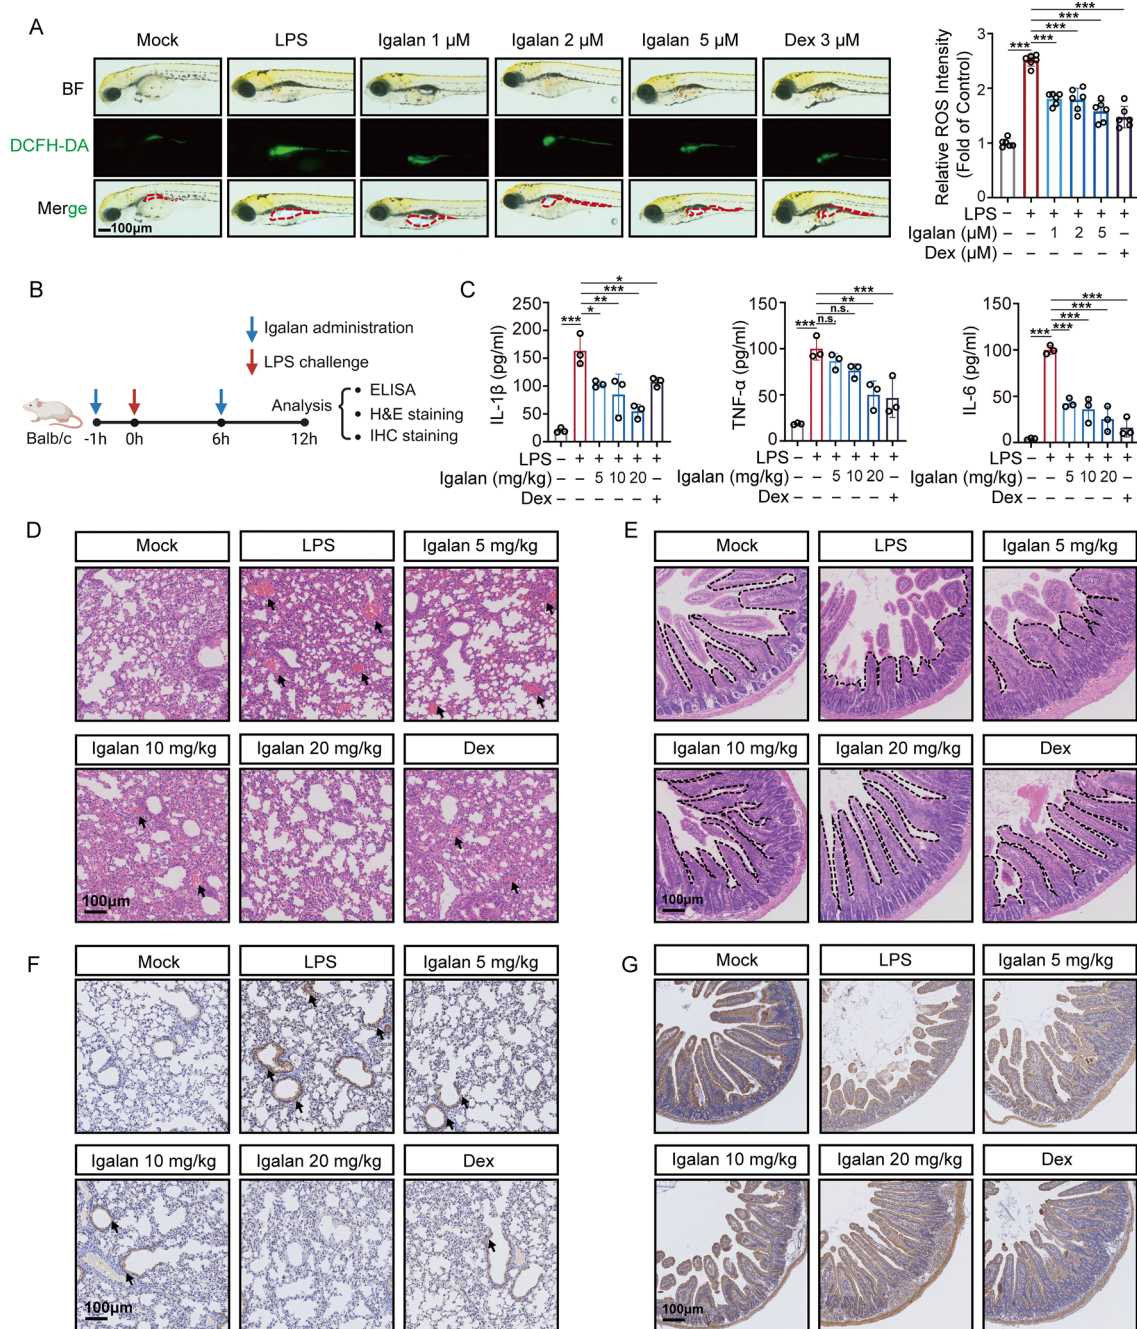 A
Mock LPS Igalan 1 μM Igalan 2 μM Igalan 5 μM Dex 3 μM
BF
DCFH-DA
Merge
100μm
Relative ROS Intensity
(Fold of Control)
3
2
1
0
*** *** *** *** ***
LPS − + + + + +
Igalan (μM) − − 1 2 5 −
Dex (μM) − − − − − +
B
Igalan administration
LPS challenge
Balb/c -1h 0h 6h 12h
Analysis
ELISA
H&E staining
IHC staining
C
IL-1β (pg/ml)
250
200
150
100
50
0
*** * ** *** *
LPS − + + + + +
Igalan (mg/kg) − − 5 10 20 −
Dex − − − − − +
TNF-α (pg/ml)
150
100
50
0
*** n.s. n.s. ** ***
LPS − + + + + +
Igalan (mg/kg) − − 5 10 20 −
Dex − − − − − +
IL-6 (pg/ml)
150
100
50
0
*** *** *** *** ***
LPS − + + + + +
Igalan (mg/kg) − − 5 10 20 −
Dex − − − − − +
D
Mock LPS Igalan 5 mg/kg
Igalan 10 mg/kg Igalan 20 mg/kg Dex
100μm
E
Mock LPS Igalan 5 mg/kg
Igalan 10 mg/kg Igalan 20 mg/kg Dex
100μm
F
Mock LPS Igalan 5 mg/kg
Igalan 10 mg/kg Igalan 20 mg/kg Dex
100μm
G
Mock LPS Igalan 5 mg/kg
Igalan 10 mg/kg Igalan 20 mg/kg Dex
100μm